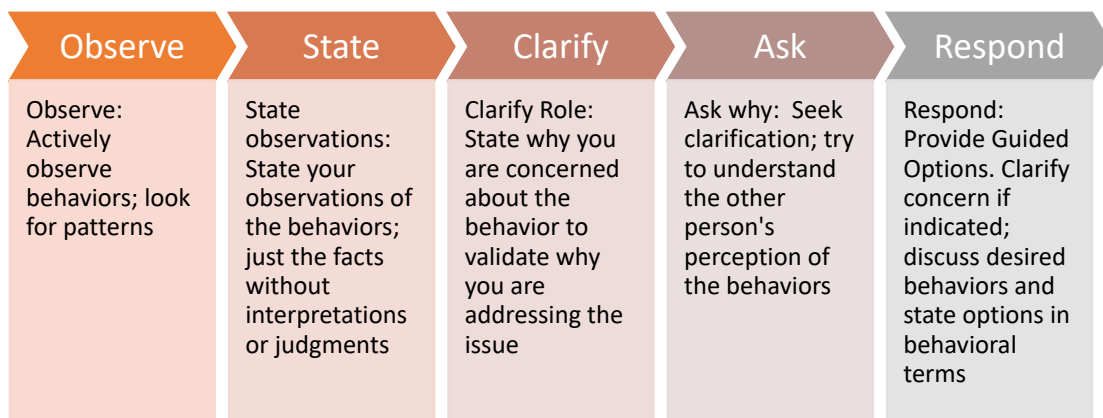 Observe
Observe:
Actively
observe
behaviors; look
for patterns
State
State
observations:
State your
observations of
the behaviors;
just the facts
without
interpretations
or judgments
Clarify
Clarify Role:
State why you
are concerned
about the
behavior to
validate why
you are
addressing the
issue
Ask
Ask why:  Seek
clarification; try
to understand
the other
person's
perception of
the behaviors
Respond
Respond:
Provide Guided
Options. Clarify
concern if
indicated;
discuss desired
behaviors and
state options in
behavioral
terms